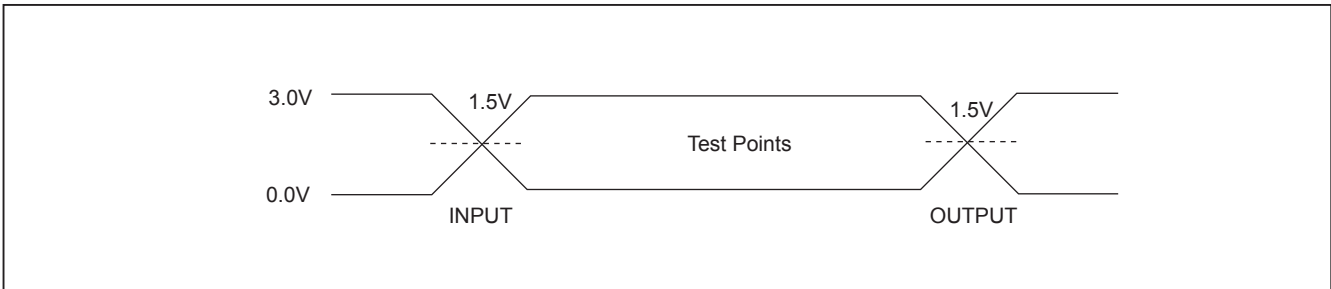 3.0V
1.5V
1.5V
Test Points
0.0V
INPUT
OUTPUT